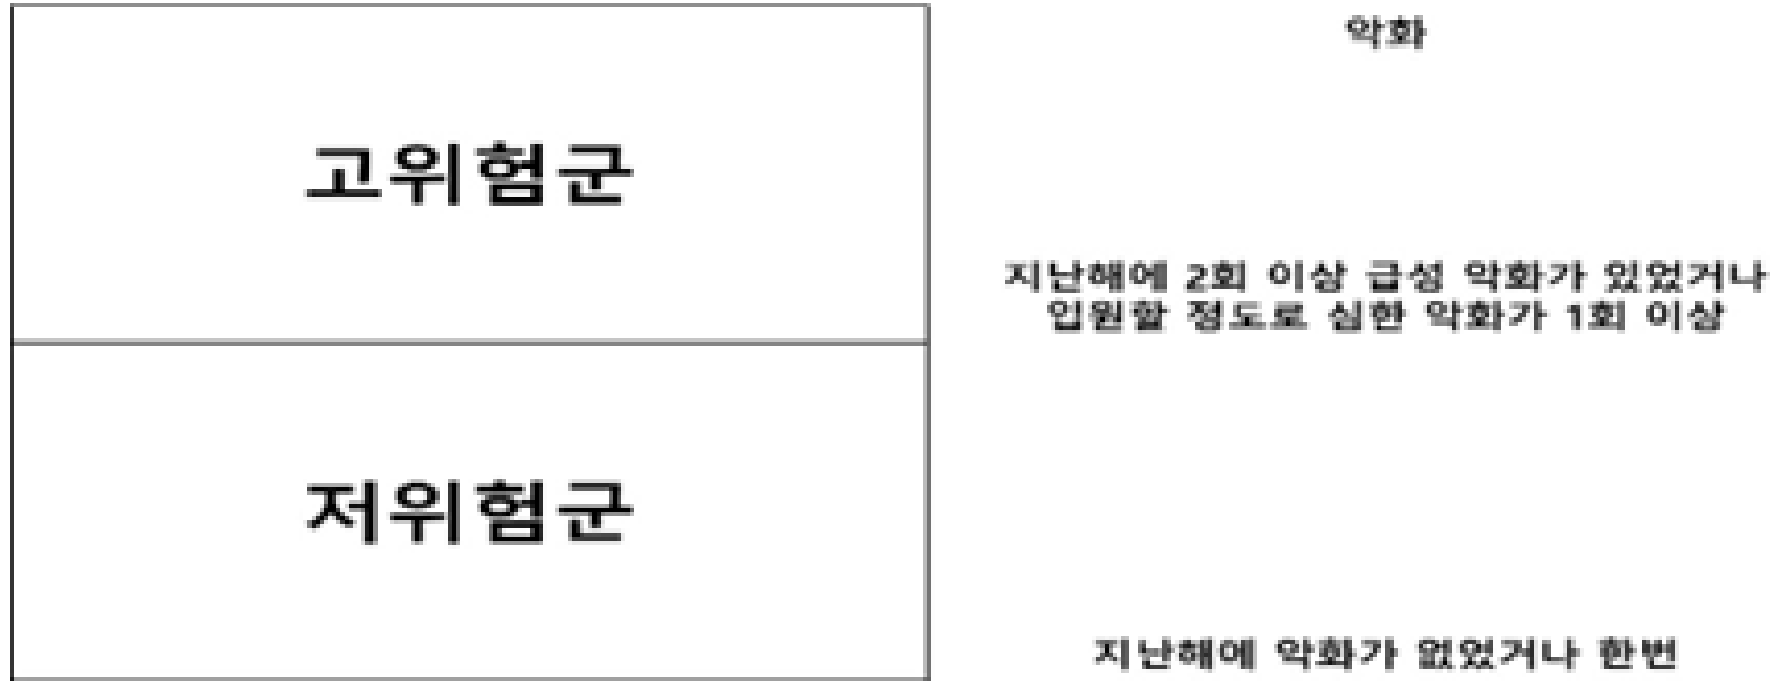 악화
고위험군
지난해에 2회 이상 급성 악화가 있었거나
입원할 정도로 심한 악화가 1회 이상
저위험군
지난해에 악화가 없었거나 한번